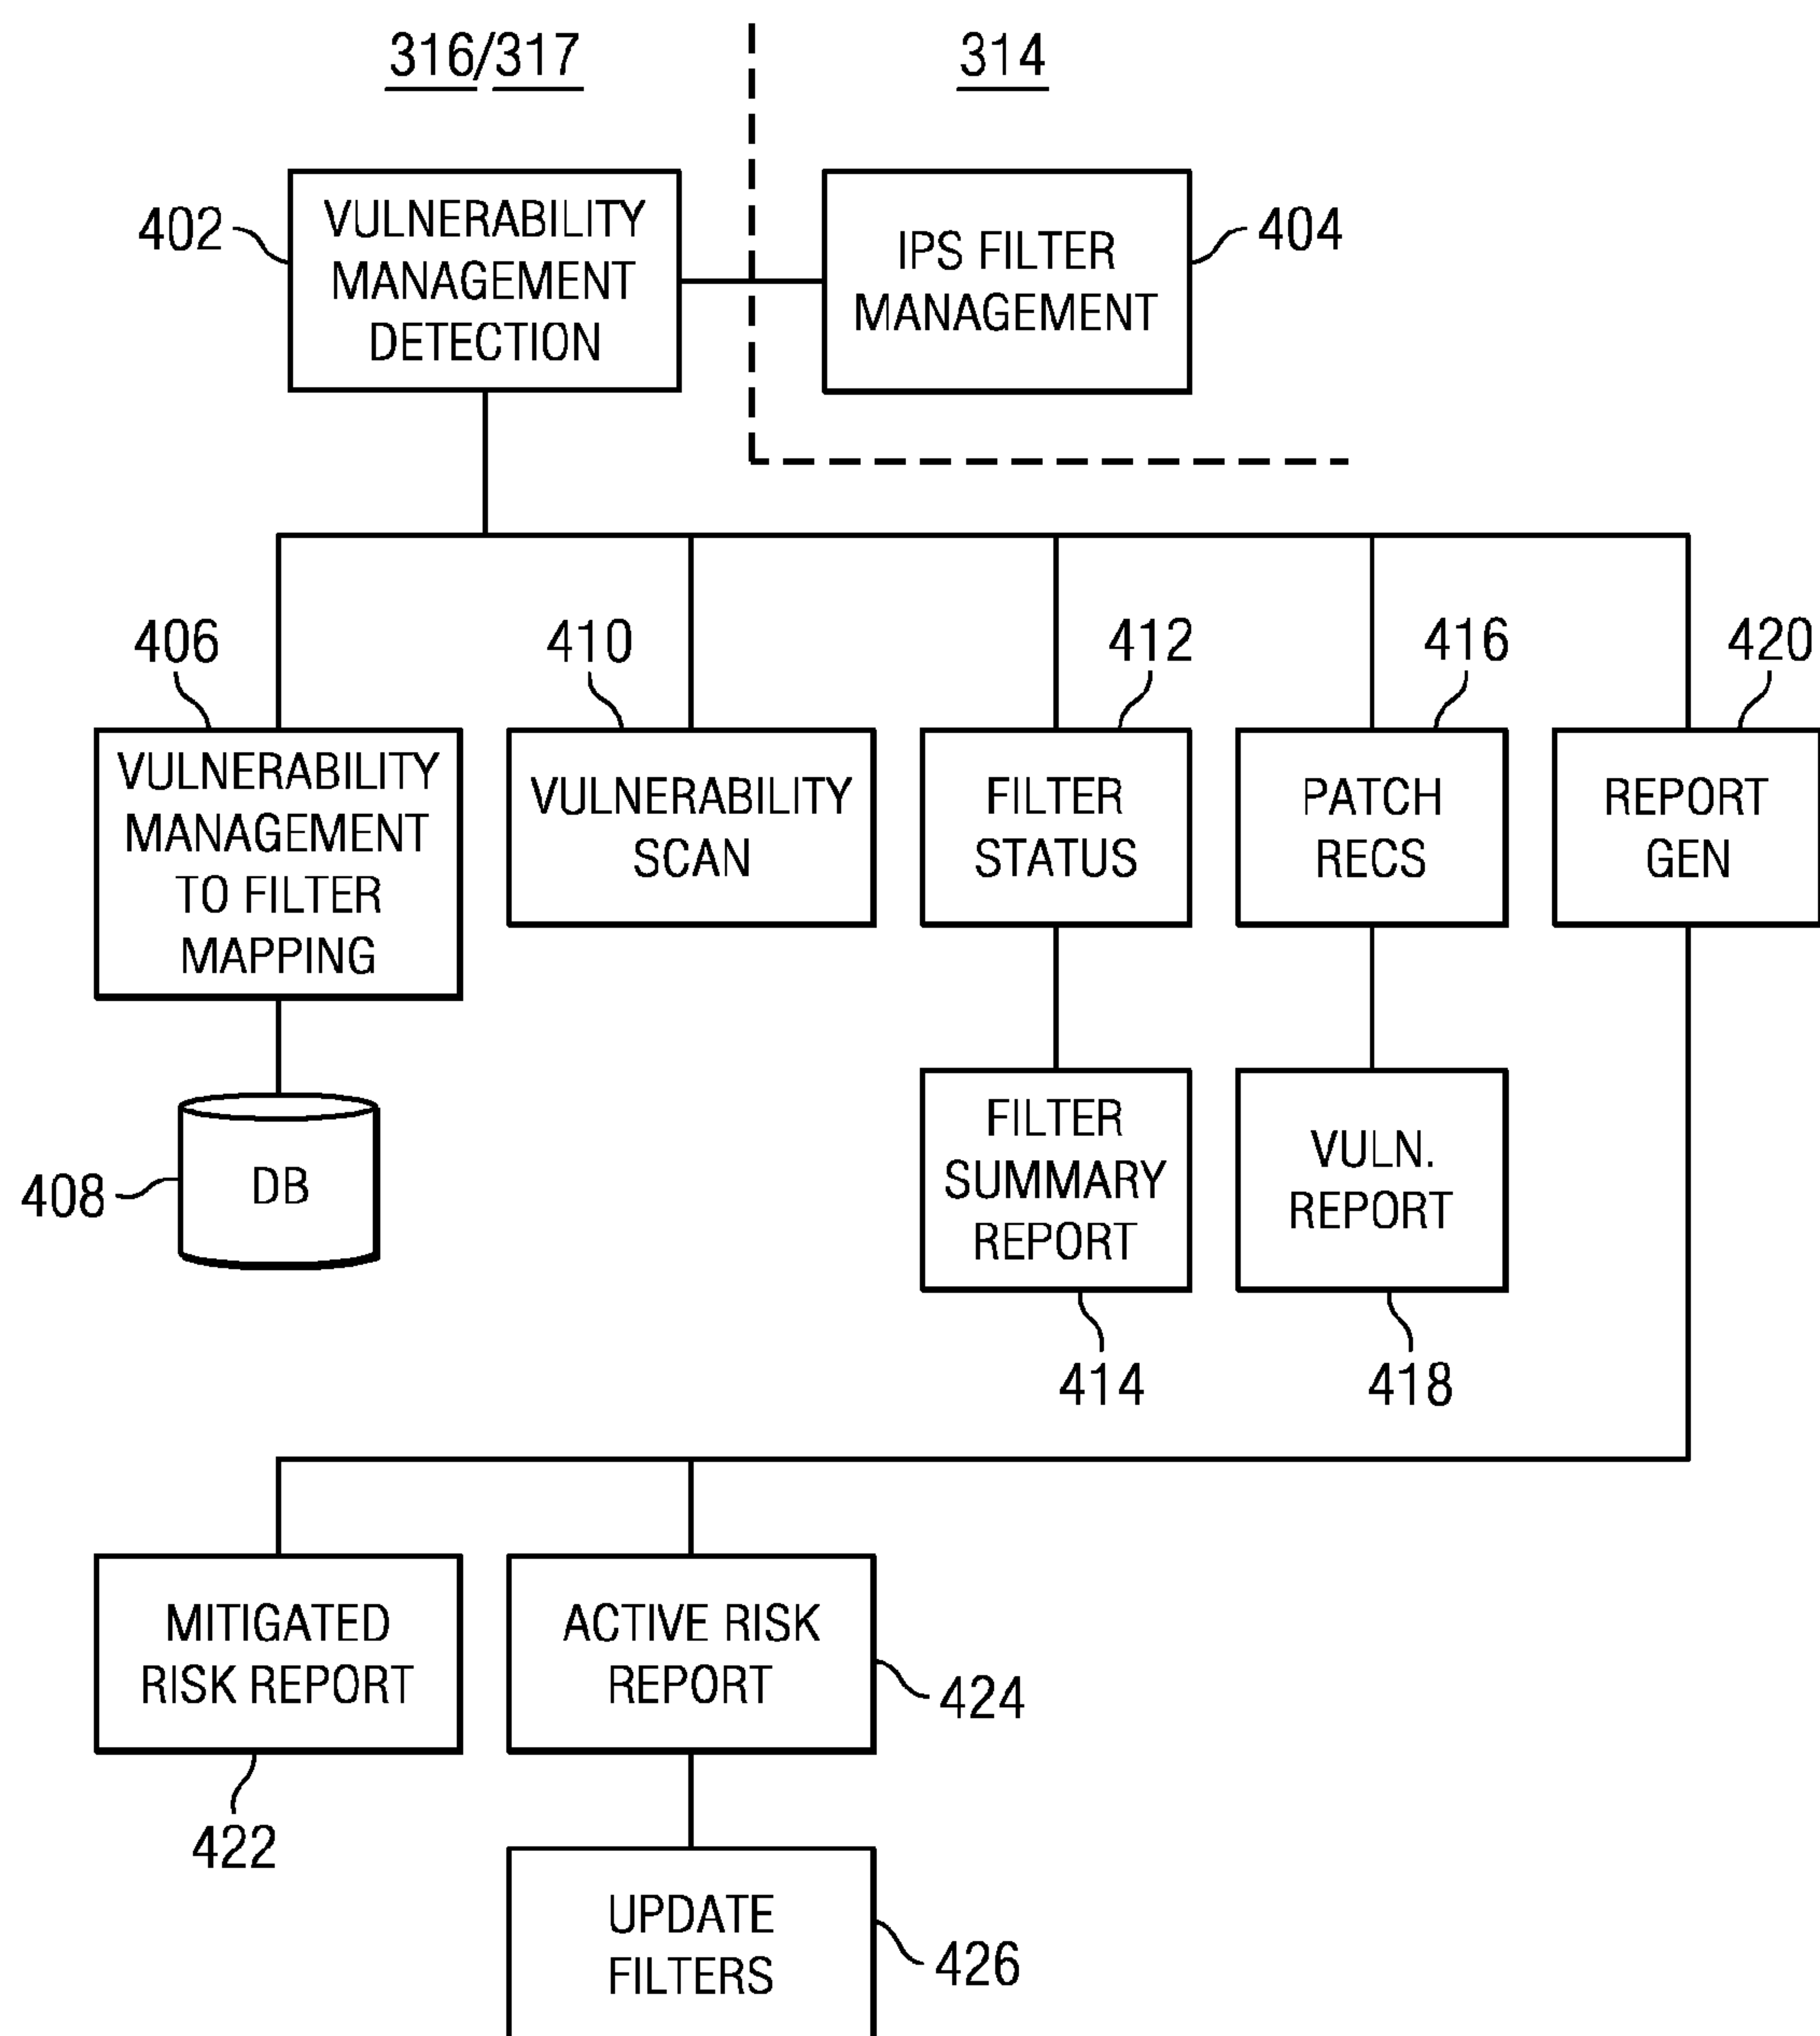 316/317
314
402
VULNERABILITY
MANAGEMENT
DETECTION
IPS FILTER
MANAGEMENT
404
406
410
412
416
420
VULNERABILITY
MANAGEMENT
TO FILTER
MAPPING
VULNERABILITY
SCAN
FILTER
STATUS
PATCH
RECS
REPORT
GEN
408
DB
FILTER
SUMMARY
REPORT
VULN.
REPORT
414
418
MITIGATED
RISK REPORT
ACTIVE RISK
REPORT
424
422
UPDATE
FILTERS
426